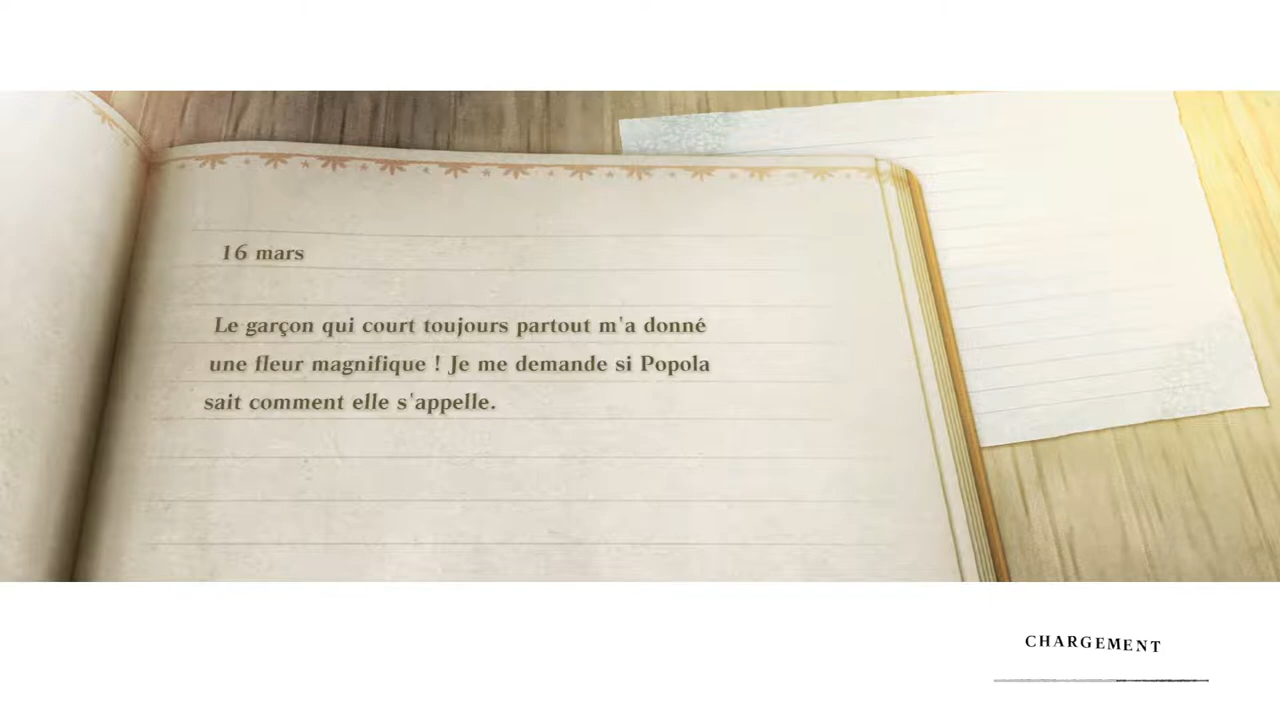 16 mars
Le garçon qui court toujours partout m'a donné
une fleur magnifique ! Je me demande si Popola
sait comment elle s'appelle.
CHARGEMENT